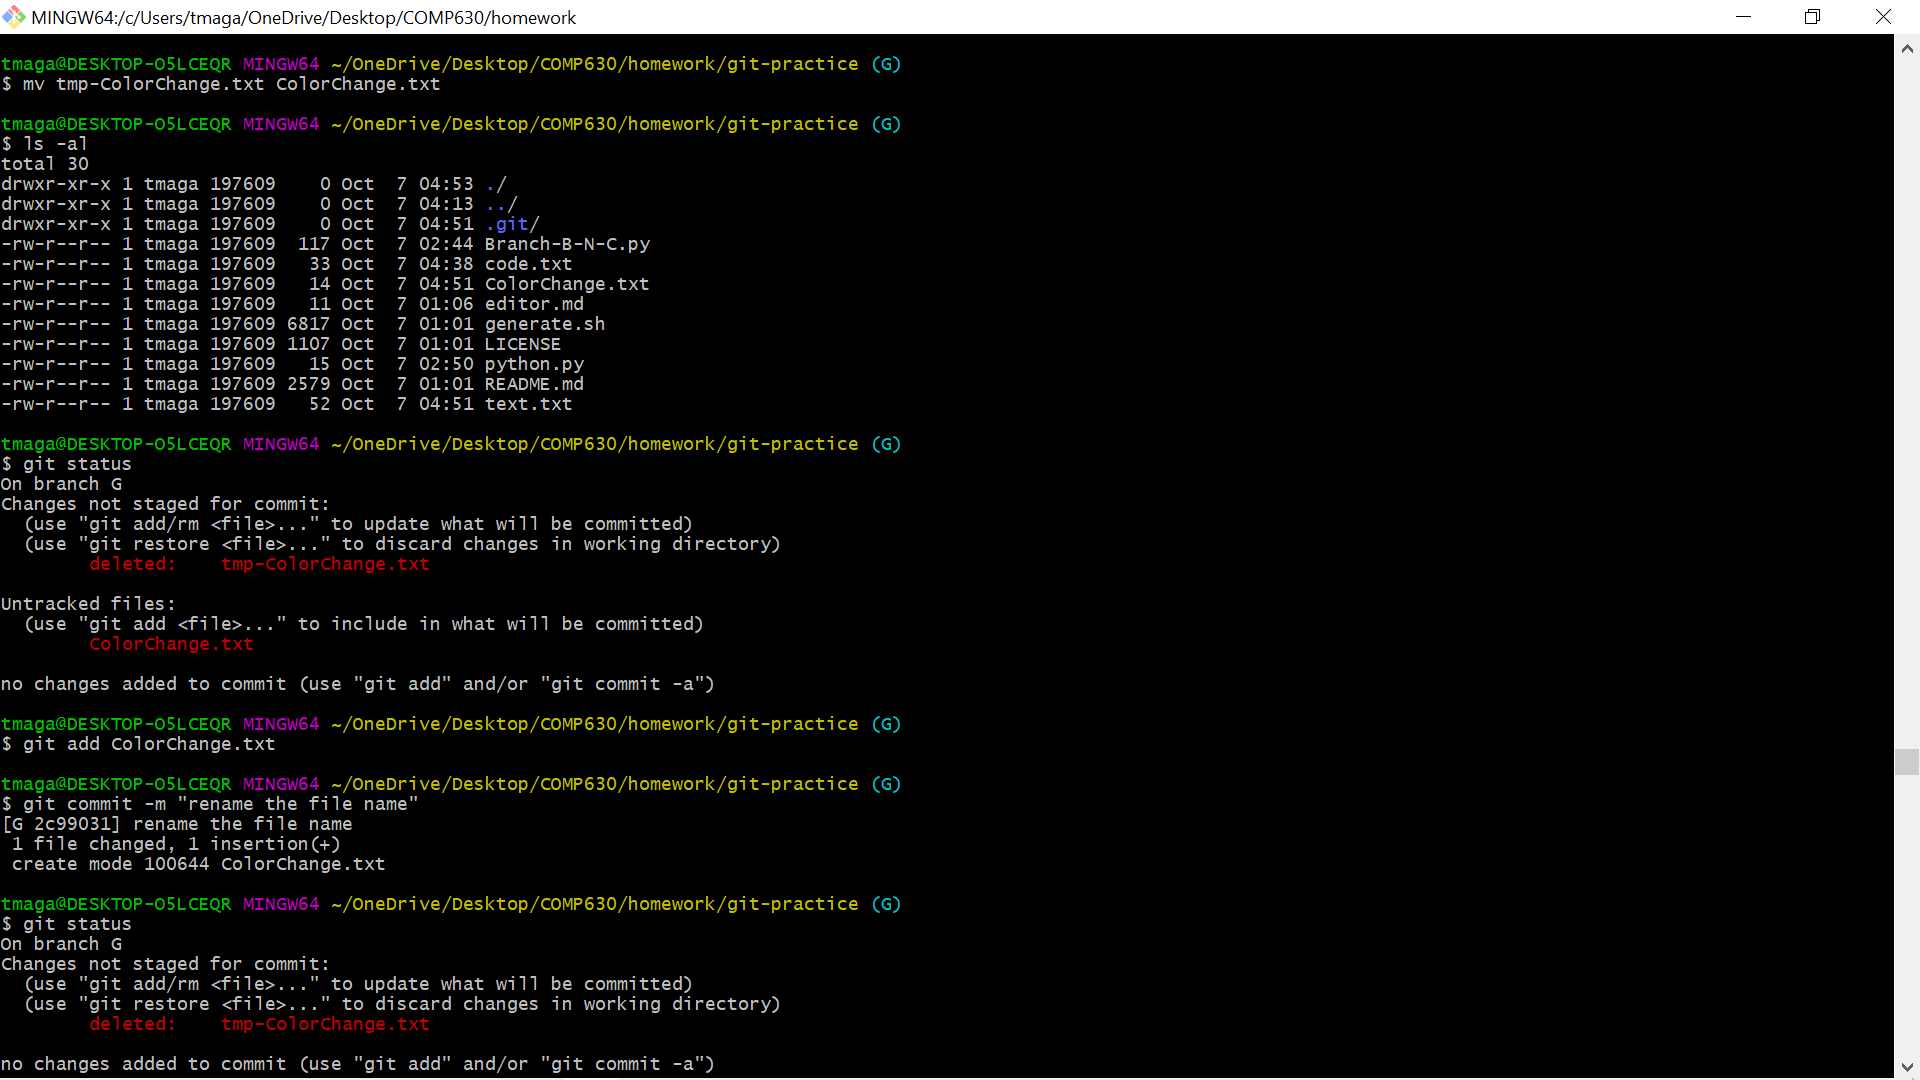 MINGW64:/c/Users/tmaga/OneDrive/Desktop/COMP630/homework
tmaga@DESKTOP-O5LCEQR MINGW64 ~/OneDrive/Desktop/COMP630/homework/git-practice (G)
$ mv tmp-ColorChange.txt ColorChange.txt
tmaga@DESKTOP-O5LCEQR MINGW64 ~/OneDrive/Desktop/COMP630/homework/git-practice (G)
$ ls -al
total 30
drwxr-xr-x 1 tmaga 197609    0 Oct  7 04:53 ./
drwxr-xr-x 1 tmaga 197609    0 Oct  7 04:13 ../
drwxr-xr-x 1 tmaga 197609    0 Oct  7 04:51 .git/
-rw-r--r-- 1 tmaga 197609  117 Oct  7 02:44 Branch-B-N-C.py
-rw-r--r-- 1 tmaga 197609   33 Oct  7 04:38 code.txt
-rw-r--r-- 1 tmaga 197609   14 Oct  7 04:51 ColorChange.txt
-rw-r--r-- 1 tmaga 197609   11 Oct  7 01:06 editor.md
-rw-r--r-- 1 tmaga 197609 6817 Oct  7 01:01 generate.sh
-rw-r--r-- 1 tmaga 197609 1107 Oct  7 01:01 LICENSE
-rw-r--r-- 1 tmaga 197609   15 Oct  7 02:50 python.py
-rw-r--r-- 1 tmaga 197609 2579 Oct  7 01:01 README.md
-rw-r--r-- 1 tmaga 197609   52 Oct  7 04:51 text.txt
tmaga@DESKTOP-O5LCEQR MINGW64 ~/OneDrive/Desktop/COMP630/homework/git-practice (G)
$ git status
On branch G
Changes not staged for commit:
  (use "git add/rm <file>..." to update what will be committed)
  (use "git restore <file>..." to discard changes in working directory)
        deleted:    tmp-ColorChange.txt
Untracked files:
  (use "git add <file>..." to include in what will be committed)
        ColorChange.txt
no changes added to commit (use "git add" and/or "git commit -a")
tmaga@DESKTOP-O5LCEQR MINGW64 ~/OneDrive/Desktop/COMP630/homework/git-practice (G)
$ git add ColorChange.txt
tmaga@DESKTOP-O5LCEQR MINGW64 ~/OneDrive/Desktop/COMP630/homework/git-practice (G)
$ git commit -m "rename the file name"
[G 2c99031] rename the file name
 1 file changed, 1 insertion(+)
 create mode 100644 ColorChange.txt
tmaga@DESKTOP-O5LCEQR MINGW64 ~/OneDrive/Desktop/COMP630/homework/git-practice (G)
$ git status
On branch G
Changes not staged for commit:
  (use "git add/rm <file>..." to update what will be committed)
  (use "git restore <file>..." to discard changes in working directory)
        deleted:    tmp-ColorChange.txt
no changes added to commit (use "git add" and/or "git commit -a")